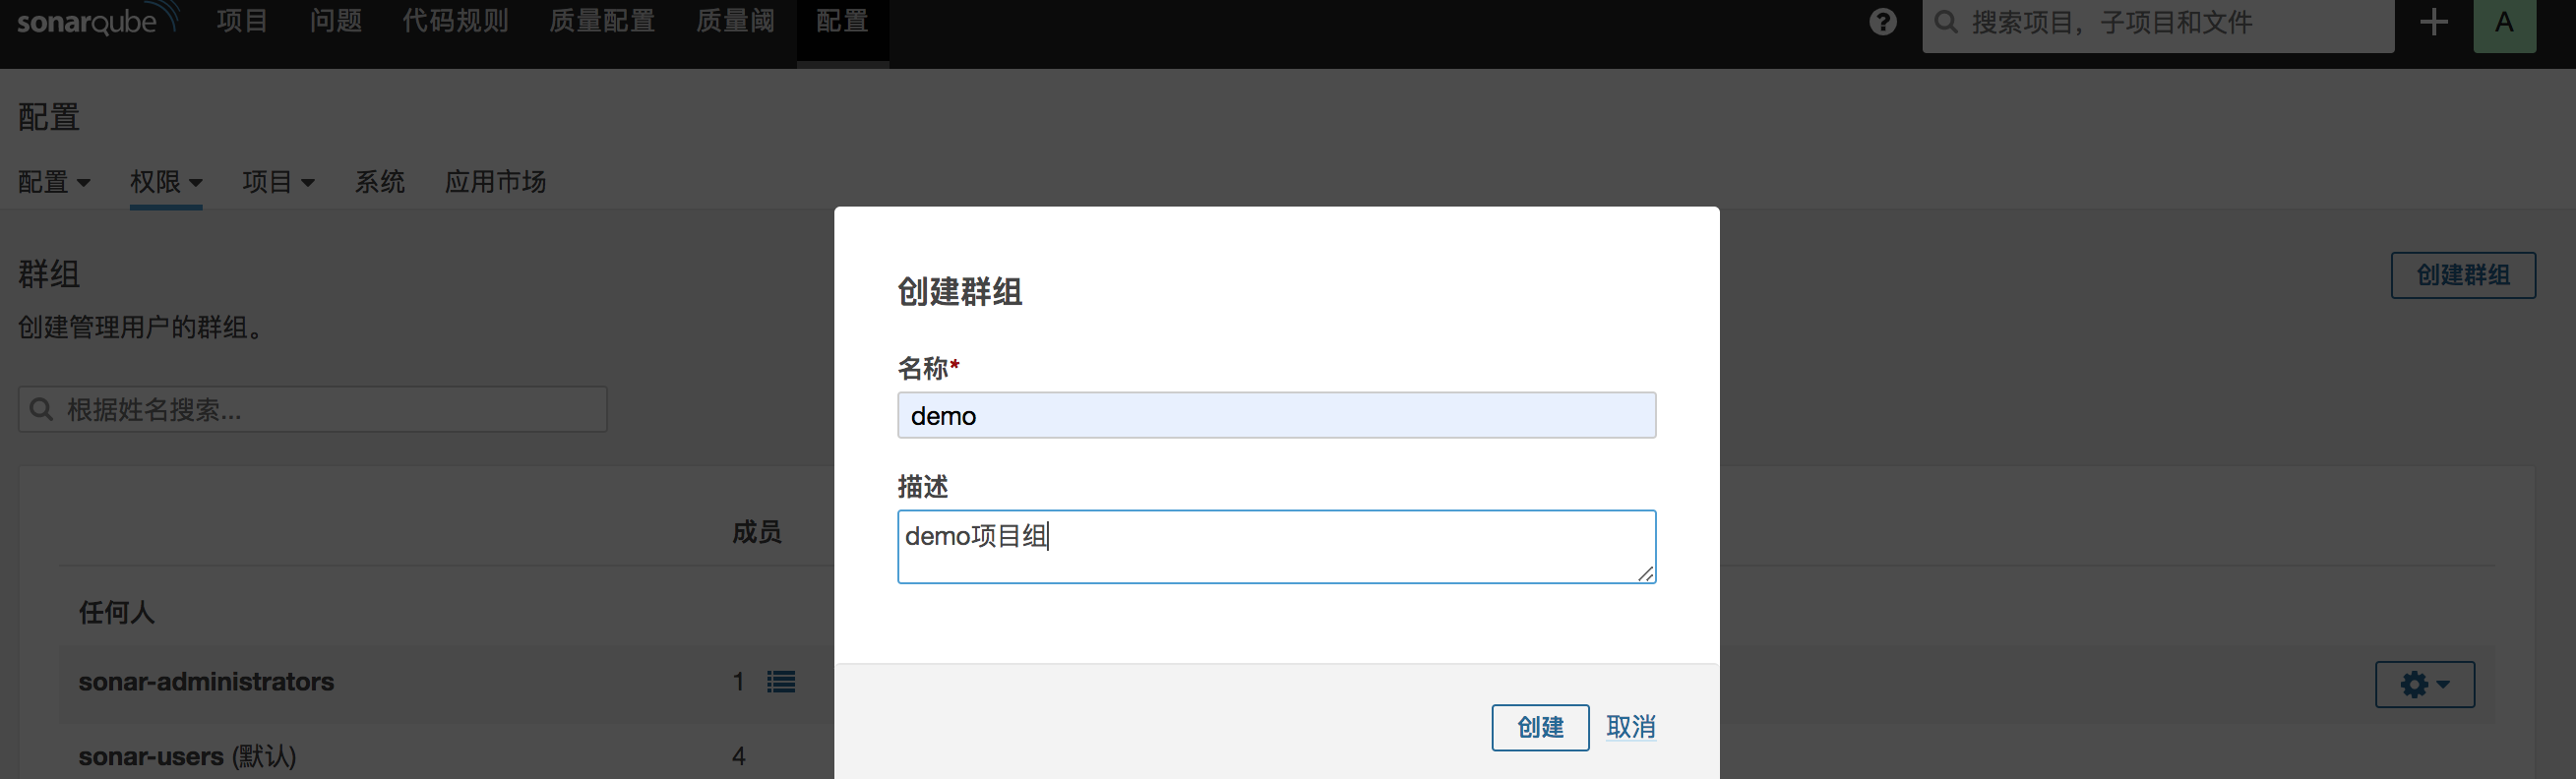 sonarqube 项目 问题 代码规则 质量配置 质量阈 配置 搜索项目，子项目和文件 A
配置
配置 权限 项目 系统 应用市场
群组
创建群组
创建管理用户的群组。
根据姓名搜索...
成员
任何人
sonar-administrators 1
sonar-users (默认) 4
创建群组
名称*
demo
描述
demo项目组
创建 取消